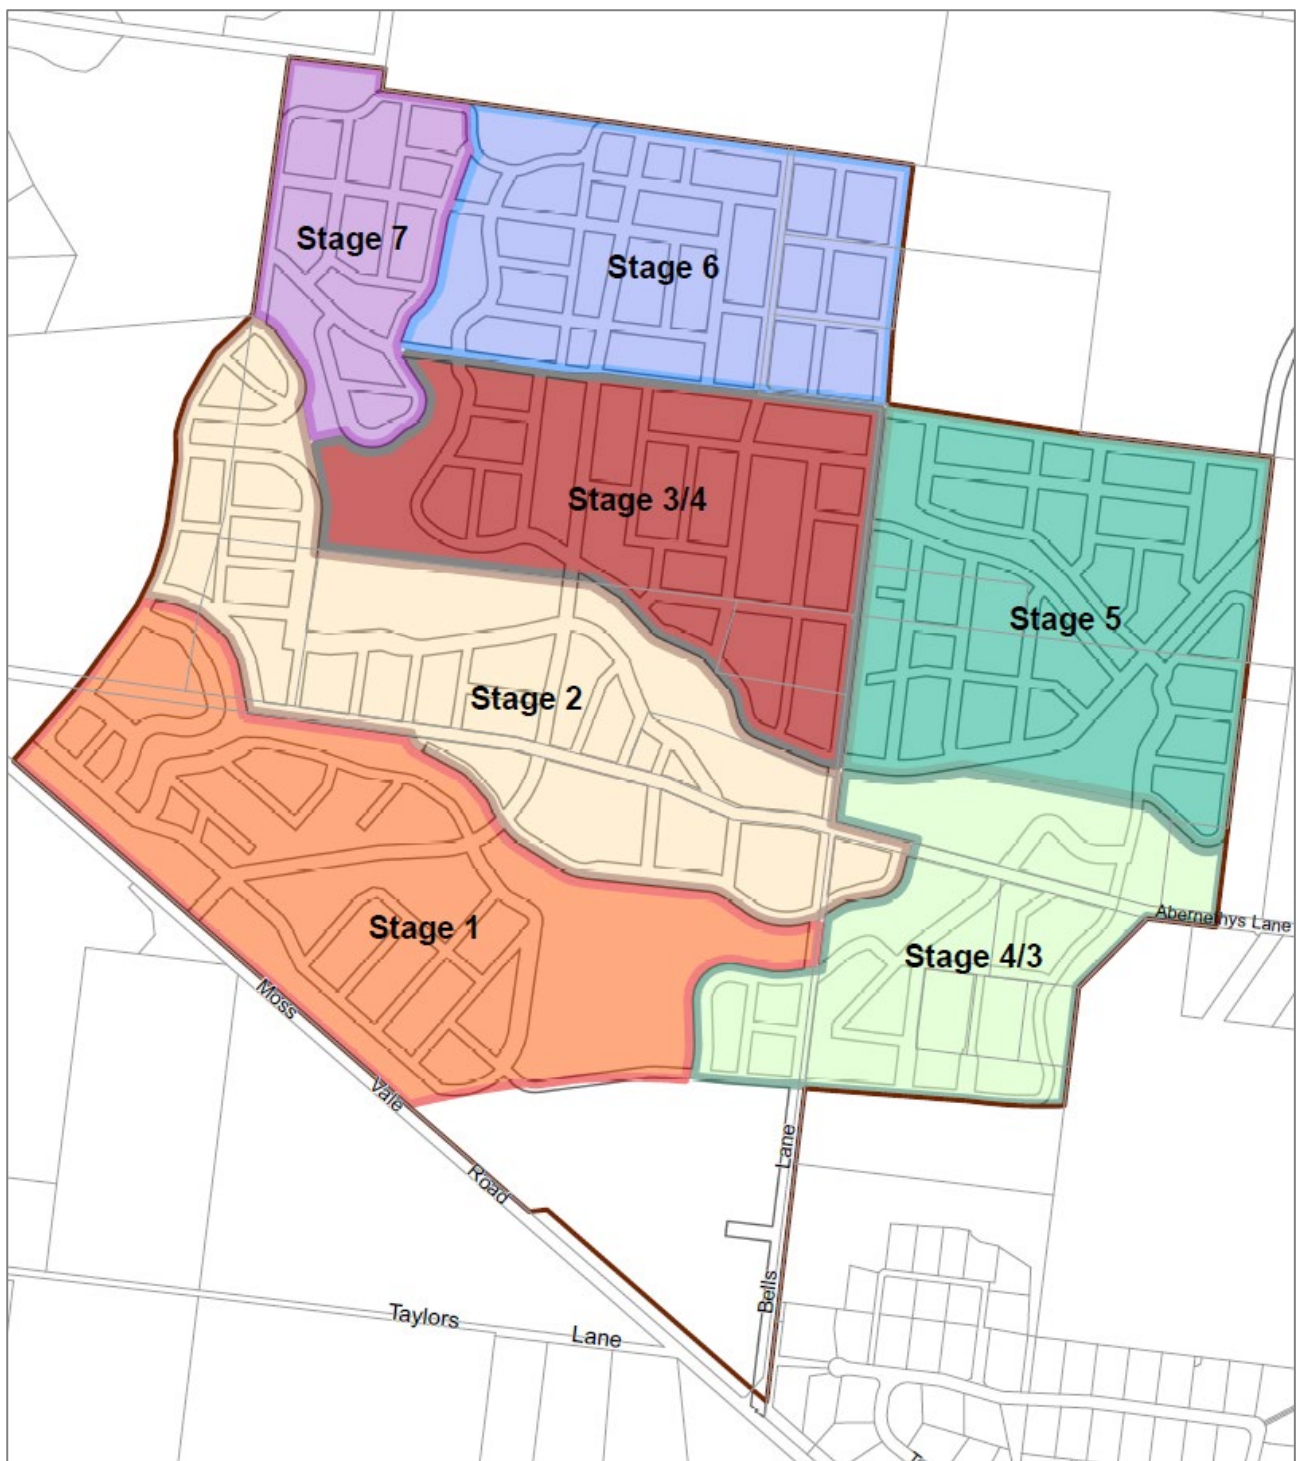 Stage 7
Stage 6
Stage 3/4
Stage 5
Stage 2
Abernethys Lane
Stage 1
Stage 4/3
Moss Vale Road
Bells Lane
Taylors Lane